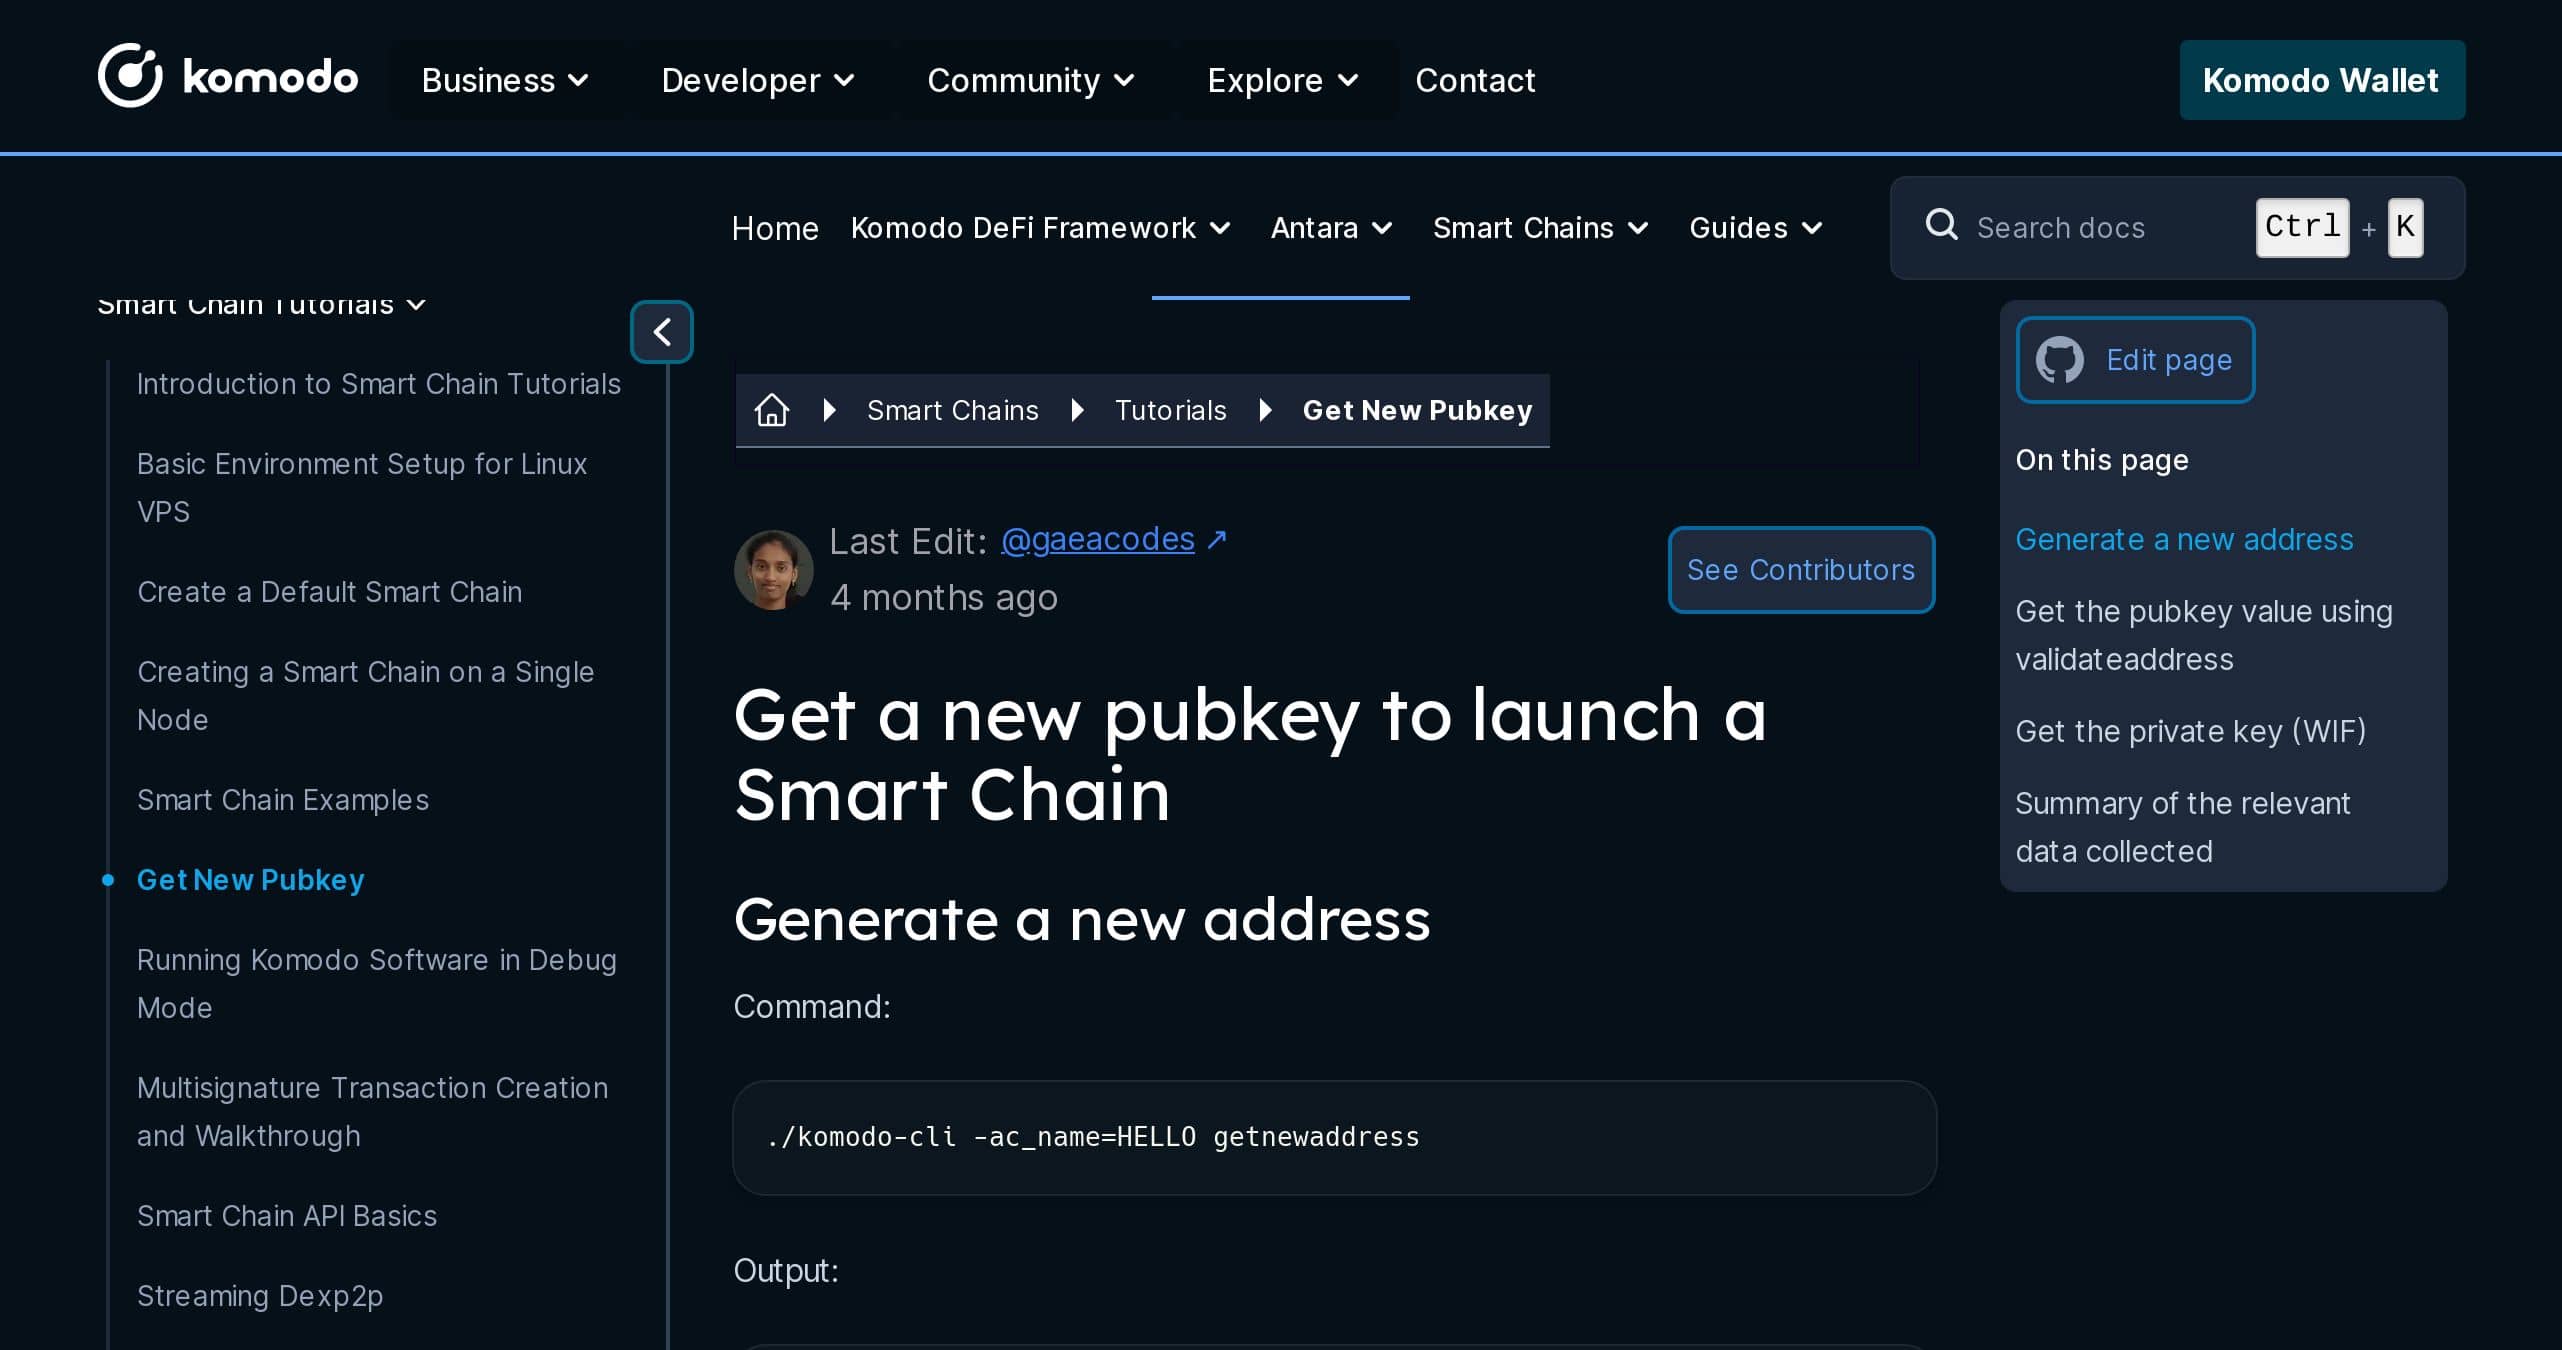 komodo
Business
Developer
Community
Explore
Contact
Komodo Wallet
Home
Komodo DeFi Framework
Antara
Smart Chains
Guides
Search docs
Ctrl + K
Smart Chain Tutorials
Introduction to Smart Chain Tutorials
Basic Environment Setup for Linux
VPS
Create a Default Smart Chain
Creating a Smart Chain on a Single
Node
Smart Chain Examples
Get New Pubkey
Running Komodo Software in Debug
Mode
Multisignature Transaction Creation
and Walkthrough
Smart Chain API Basics
Streaming Dexp2p
Smart Chains
Tutorials
Get New Pubkey
Last Edit: @gaeacodes ↗
4 months ago
See Contributors
Get a new pubkey to launch a
Smart Chain
Generate a new address
Command:
./komodo-cli -ac_name=HELLO getnewaddress
Output:
Edit page
On this page
Generate a new address
Get the pubkey value using
validateaddress
Get the private key (WIF)
Summary of the relevant
data collected